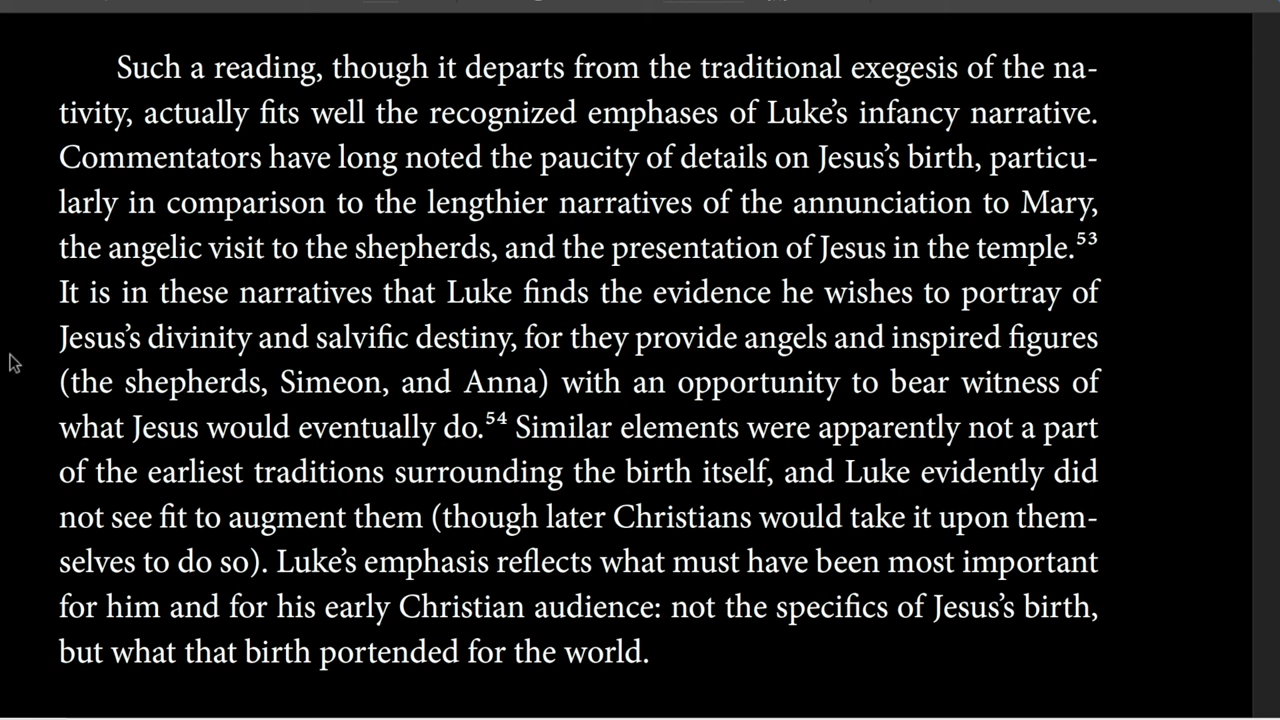 Such a reading, though it departs from the traditional exegesis of the na-
tivity, actually fits well the recognized emphases of Luke’s infancy narrative.
Commentators have long noted the paucity of details on Jesus’s birth, particu-
larly in comparison to the lengthier narratives of the annunciation to Mary,
the angelic visit to the shepherds, and the presentation of Jesus in the temple.⁵³
It is in these narratives that Luke finds the evidence he wishes to portray of
Jesus’s divinity and salvific destiny, for they provide angels and inspired figures
(the shepherds, Simeon, and Anna) with an opportunity to bear witness of
what Jesus would eventually do.⁵⁴ Similar elements were apparently not a part
of the earliest traditions surrounding the birth itself, and Luke evidently did
not see fit to augment them (though later Christians would take it upon them-
selves to do so). Luke’s emphasis reflects what must have been most important
for him and for his early Christian audience: not the specifics of Jesus’s birth,
but what that birth portended for the world.